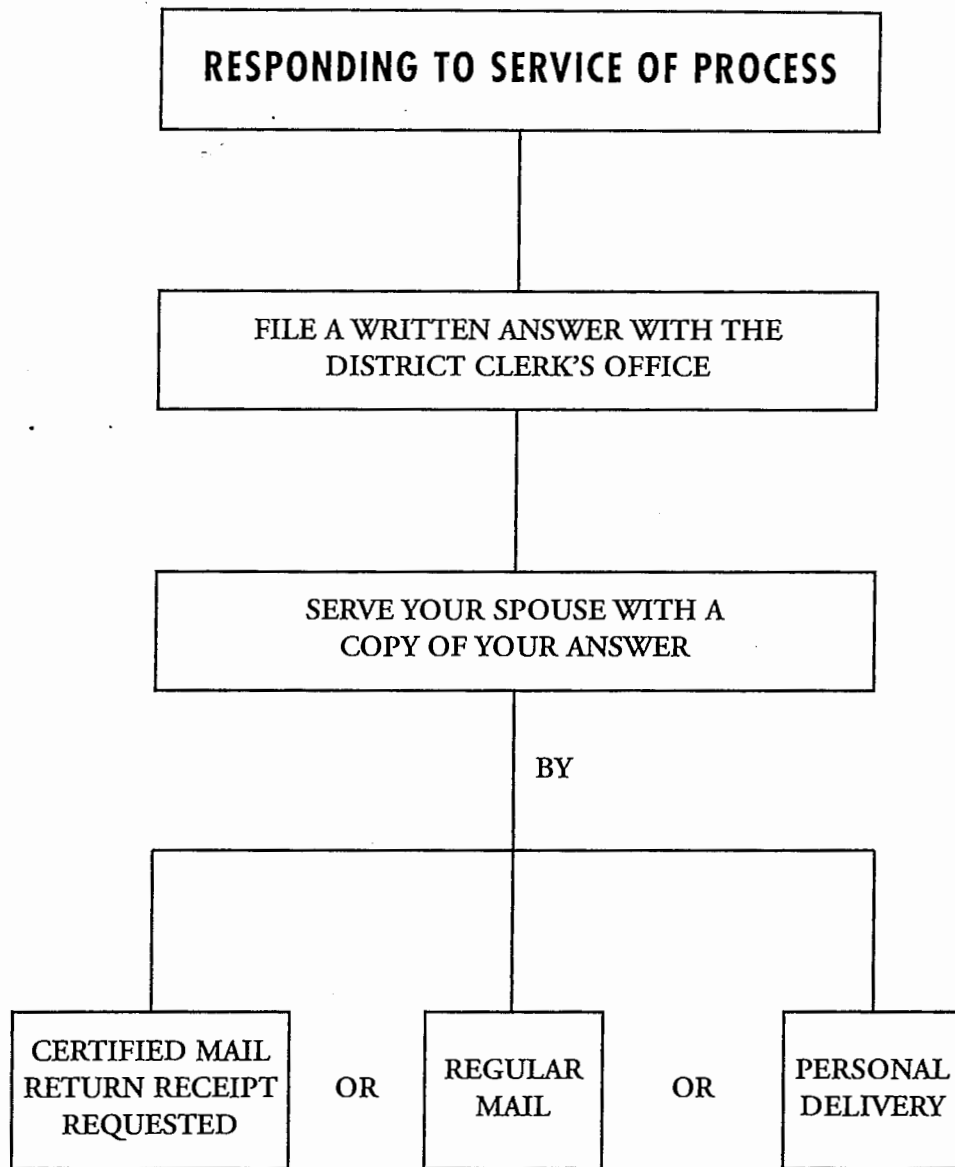 RESPONDING TO SERVICE OF PROCESS
FILE A WRITTEN ANSWER WITH THE
DISTRICT CLERK'S OFFICE
SERVE YOUR SPOUSE WITH A
COPY OF YOUR ANSWER
BY
CERTIFIED MAIL
RETURN RECEIPT
REQUESTED
OR
REGULAR
MAIL
OR
PERSONAL
DELIVERY